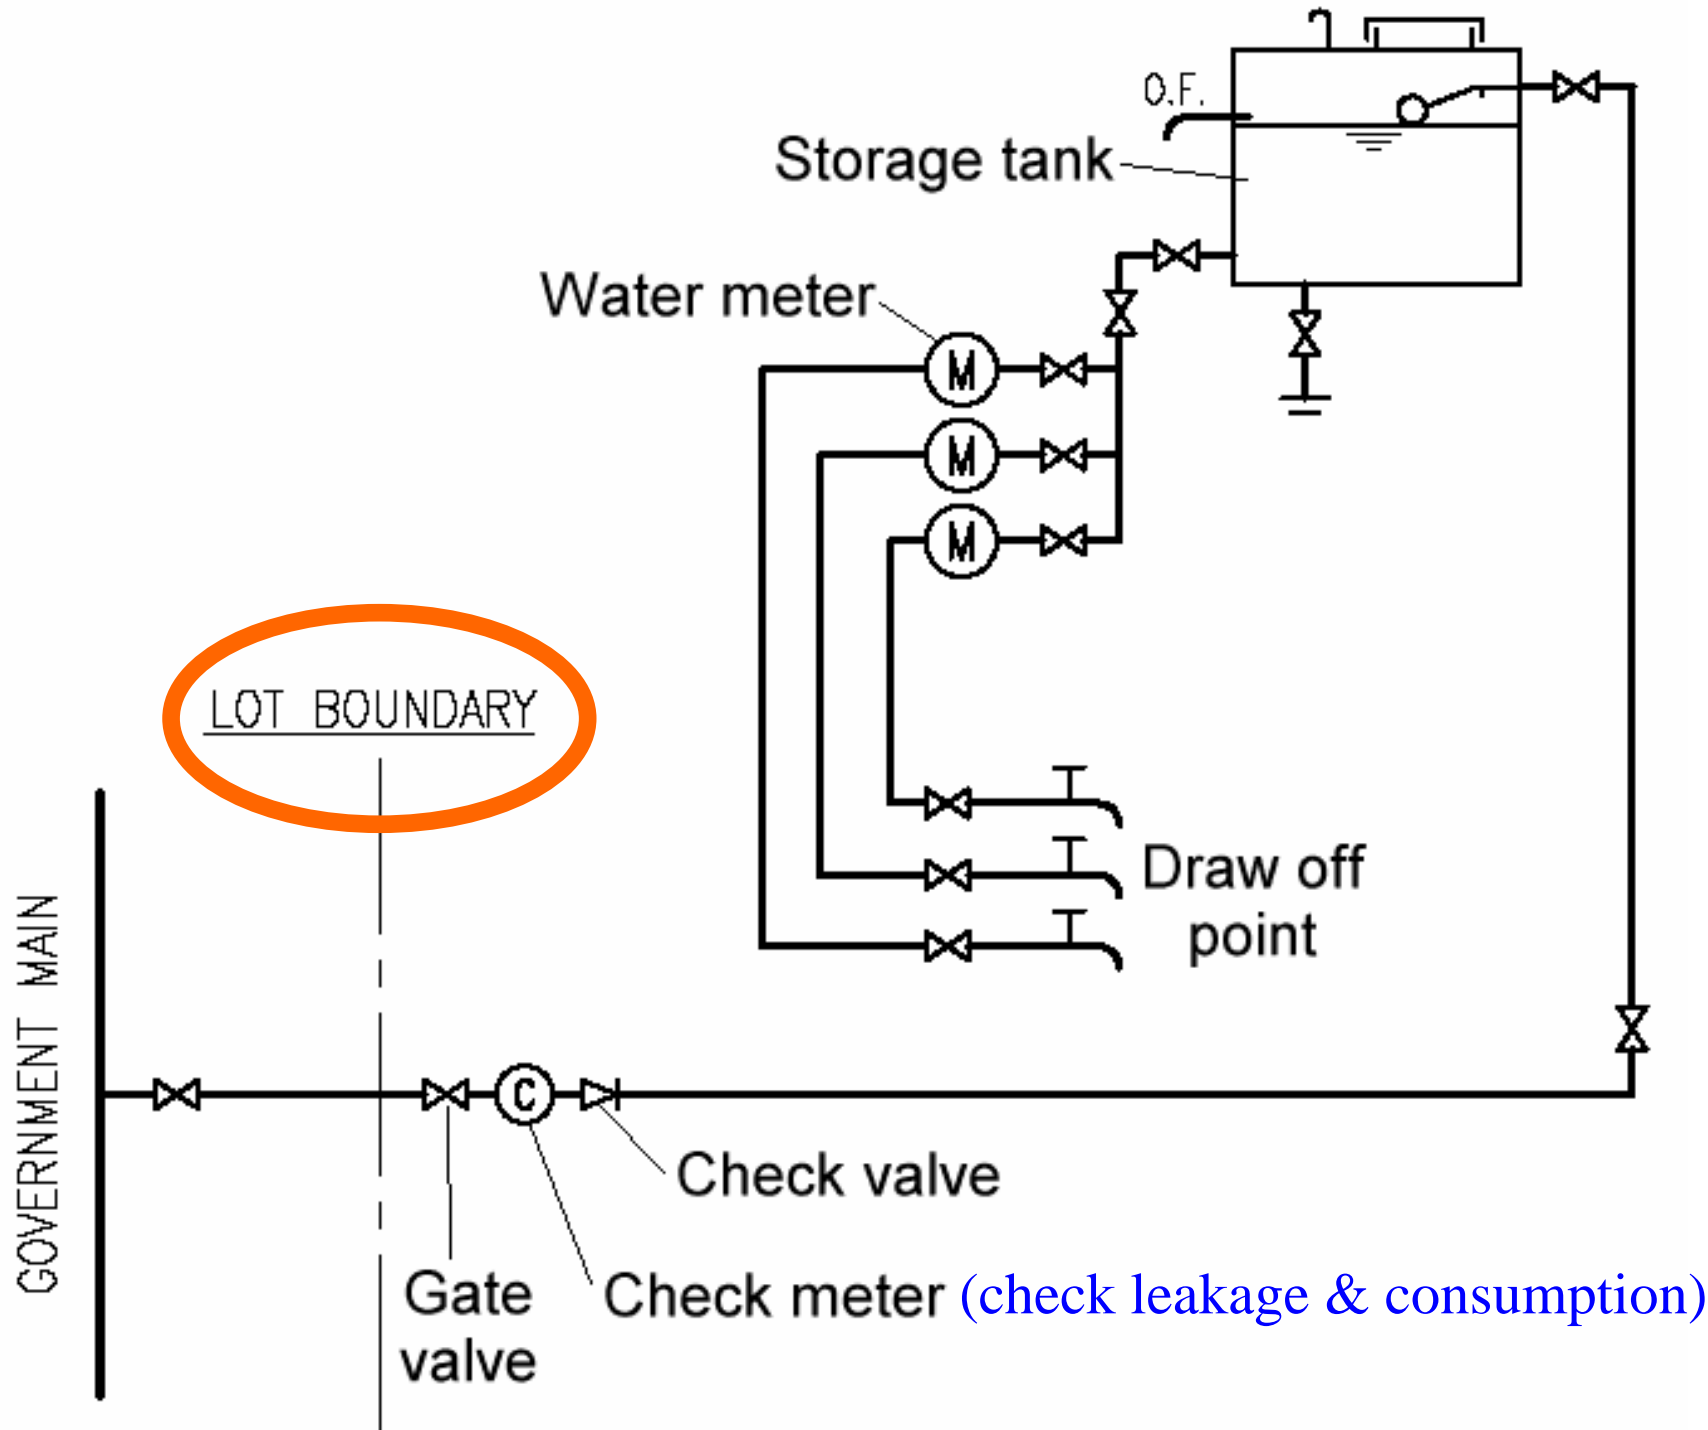 O.F.
Storage tank
Water meter
M
M
M
LOT BOUNDARY
Draw off
point
GOVERNMENT MAIN
C
Check valve
Gate
valve
Check meter (check leakage & consumption)